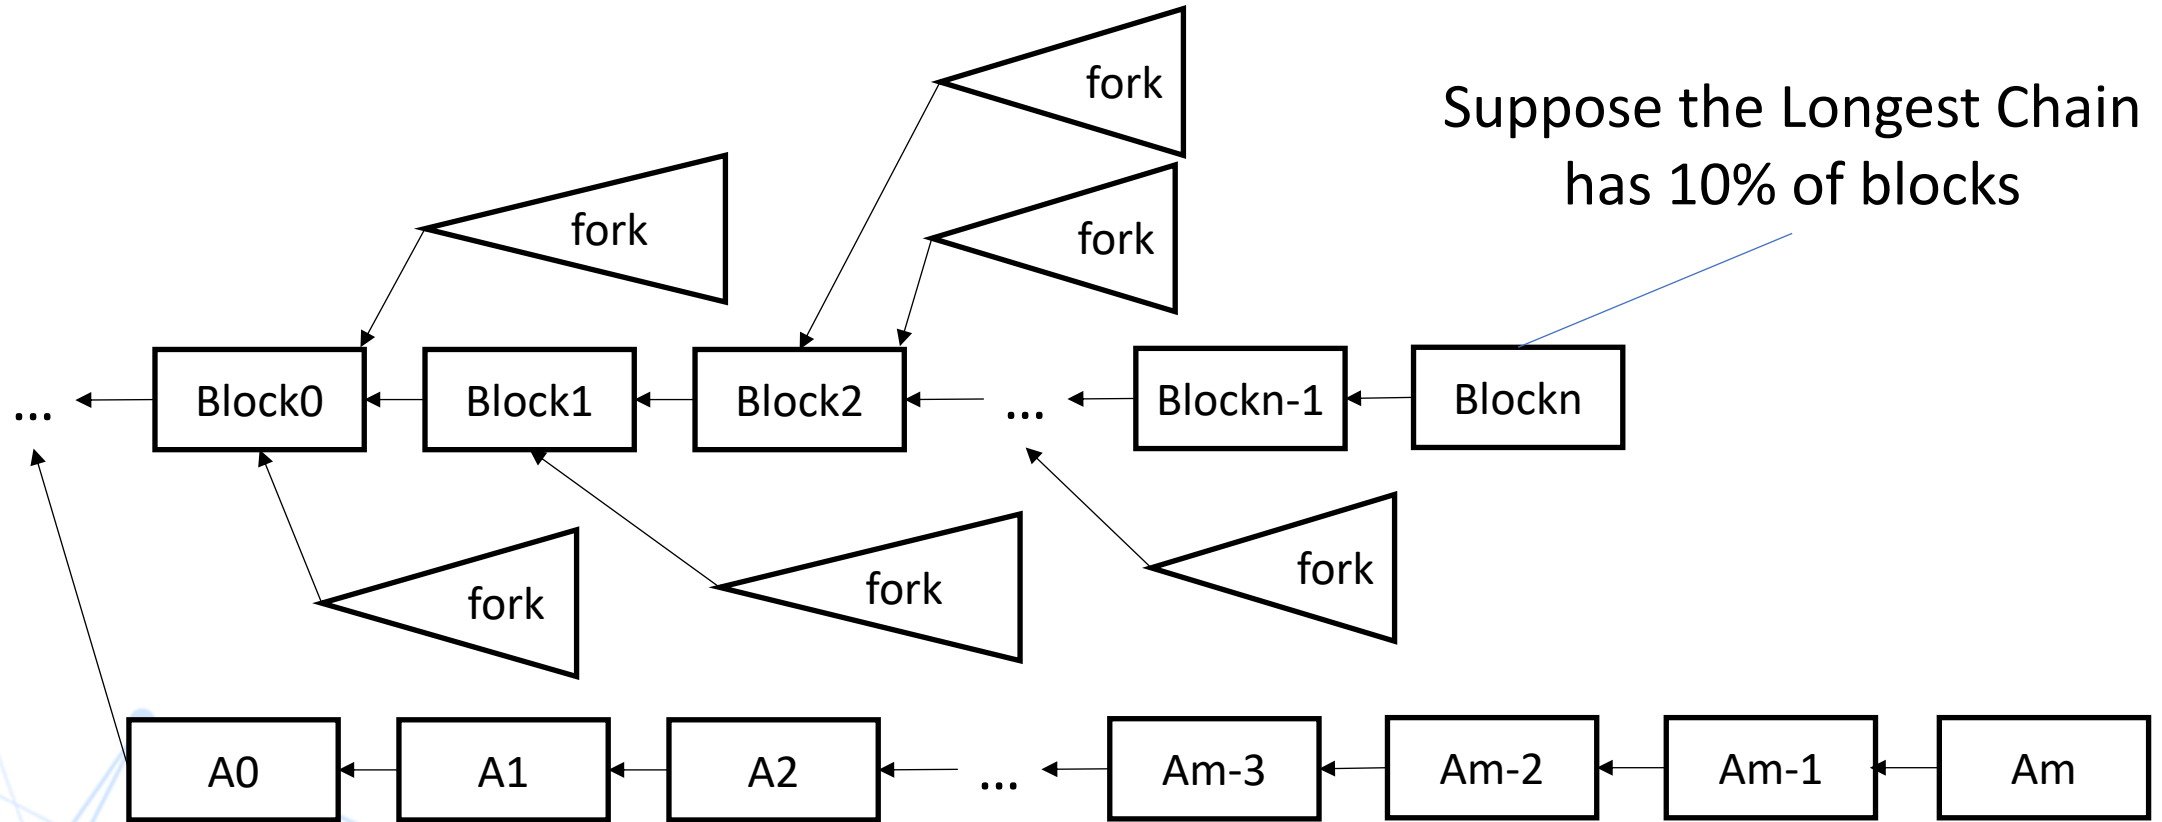 fork
Suppose the Longest Chain
has 10% of blocks
fork
fork
... Block0 Block1 Block2 ... Blockn-1 Blockn
fork
fork
fork
A0 A1 A2 ... Am-3 Am-2 Am-1 Am